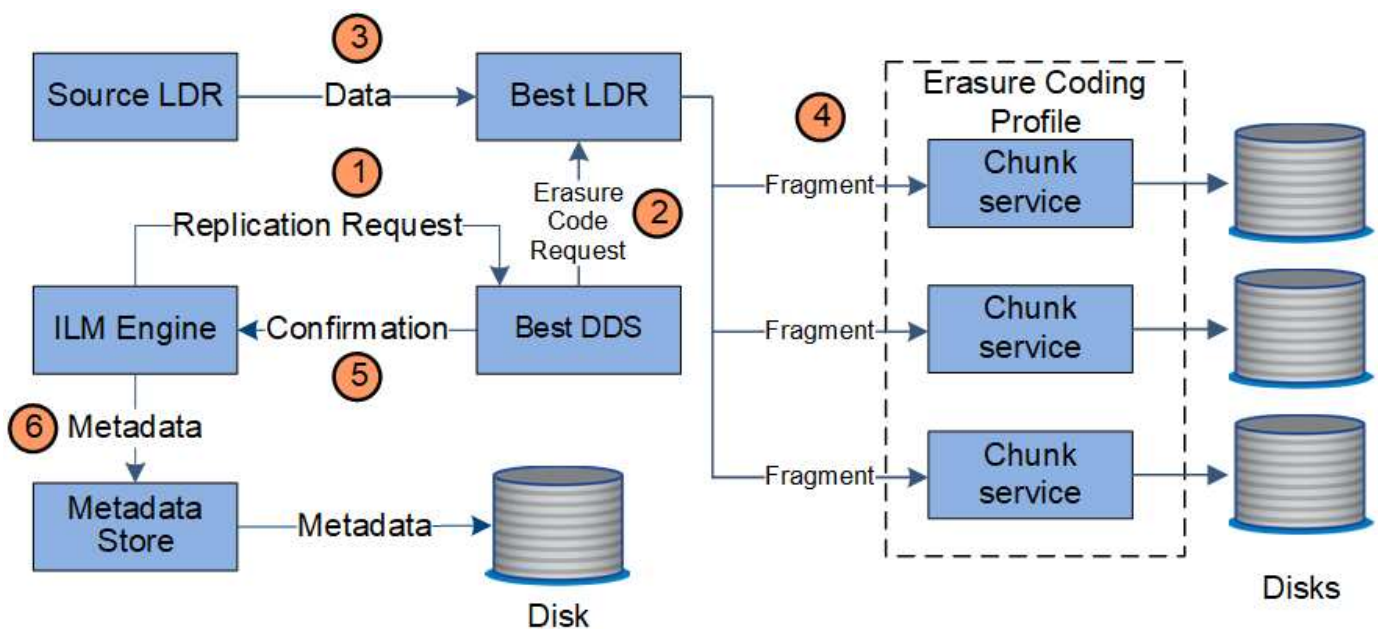 3
Source LDR
Data
Best LDR
4
Erasure Coding
Profile
Chunk
service
Fragment
1
Replication Request
Erasure
Code
Request
2
ILM Engine
Confirmation
Best DDS
5
Fragment
Chunk
service
6
Metadata
Fragment
Chunk
service
Metadata
Store
Metadata
Disk
Disks